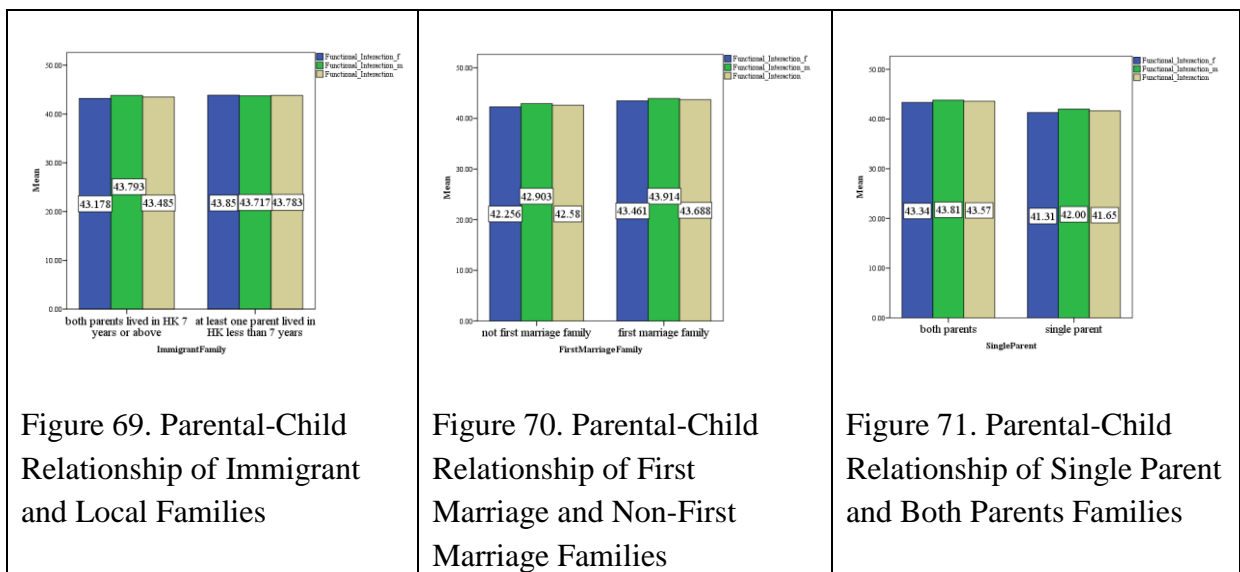 Functional_Interaction_f
Functional_Interaction_m
Functional_Interaction
50.00
40.00
30.00
20.00
10.00
0.00
Mean
43.178
43.793
43.485
43.85
43.717
43.783
both parents lived in HK 7
years or above
at least one parent lived in
HK less than 7 years
ImmigrantFamily
Figure 69. Parental-Child
Relationship of Immigrant
and Local Families
Functional_Interaction_f
Functional_Interaction_m
Functional_Interaction
50.00
40.00
30.00
20.00
10.00
0.00
Mean
42.256
42.903
42.58
43.461
43.914
43.688
not first marriage family
first marriage family
FirstMarriageFamily
Figure 70. Parental-Child
Relationship of First
Marriage and Non-First
Marriage Families
Functional_Interaction_f
Functional_Interaction_m
Functional_Interaction
50.00
40.00
30.00
20.00
10.00
0.00
Mean
43.34
43.81
43.57
41.31
42.00
41.65
both parents
single parent
SingleParent
Figure 71. Parental-Child
Relationship of Single Parent
and Both Parents Families